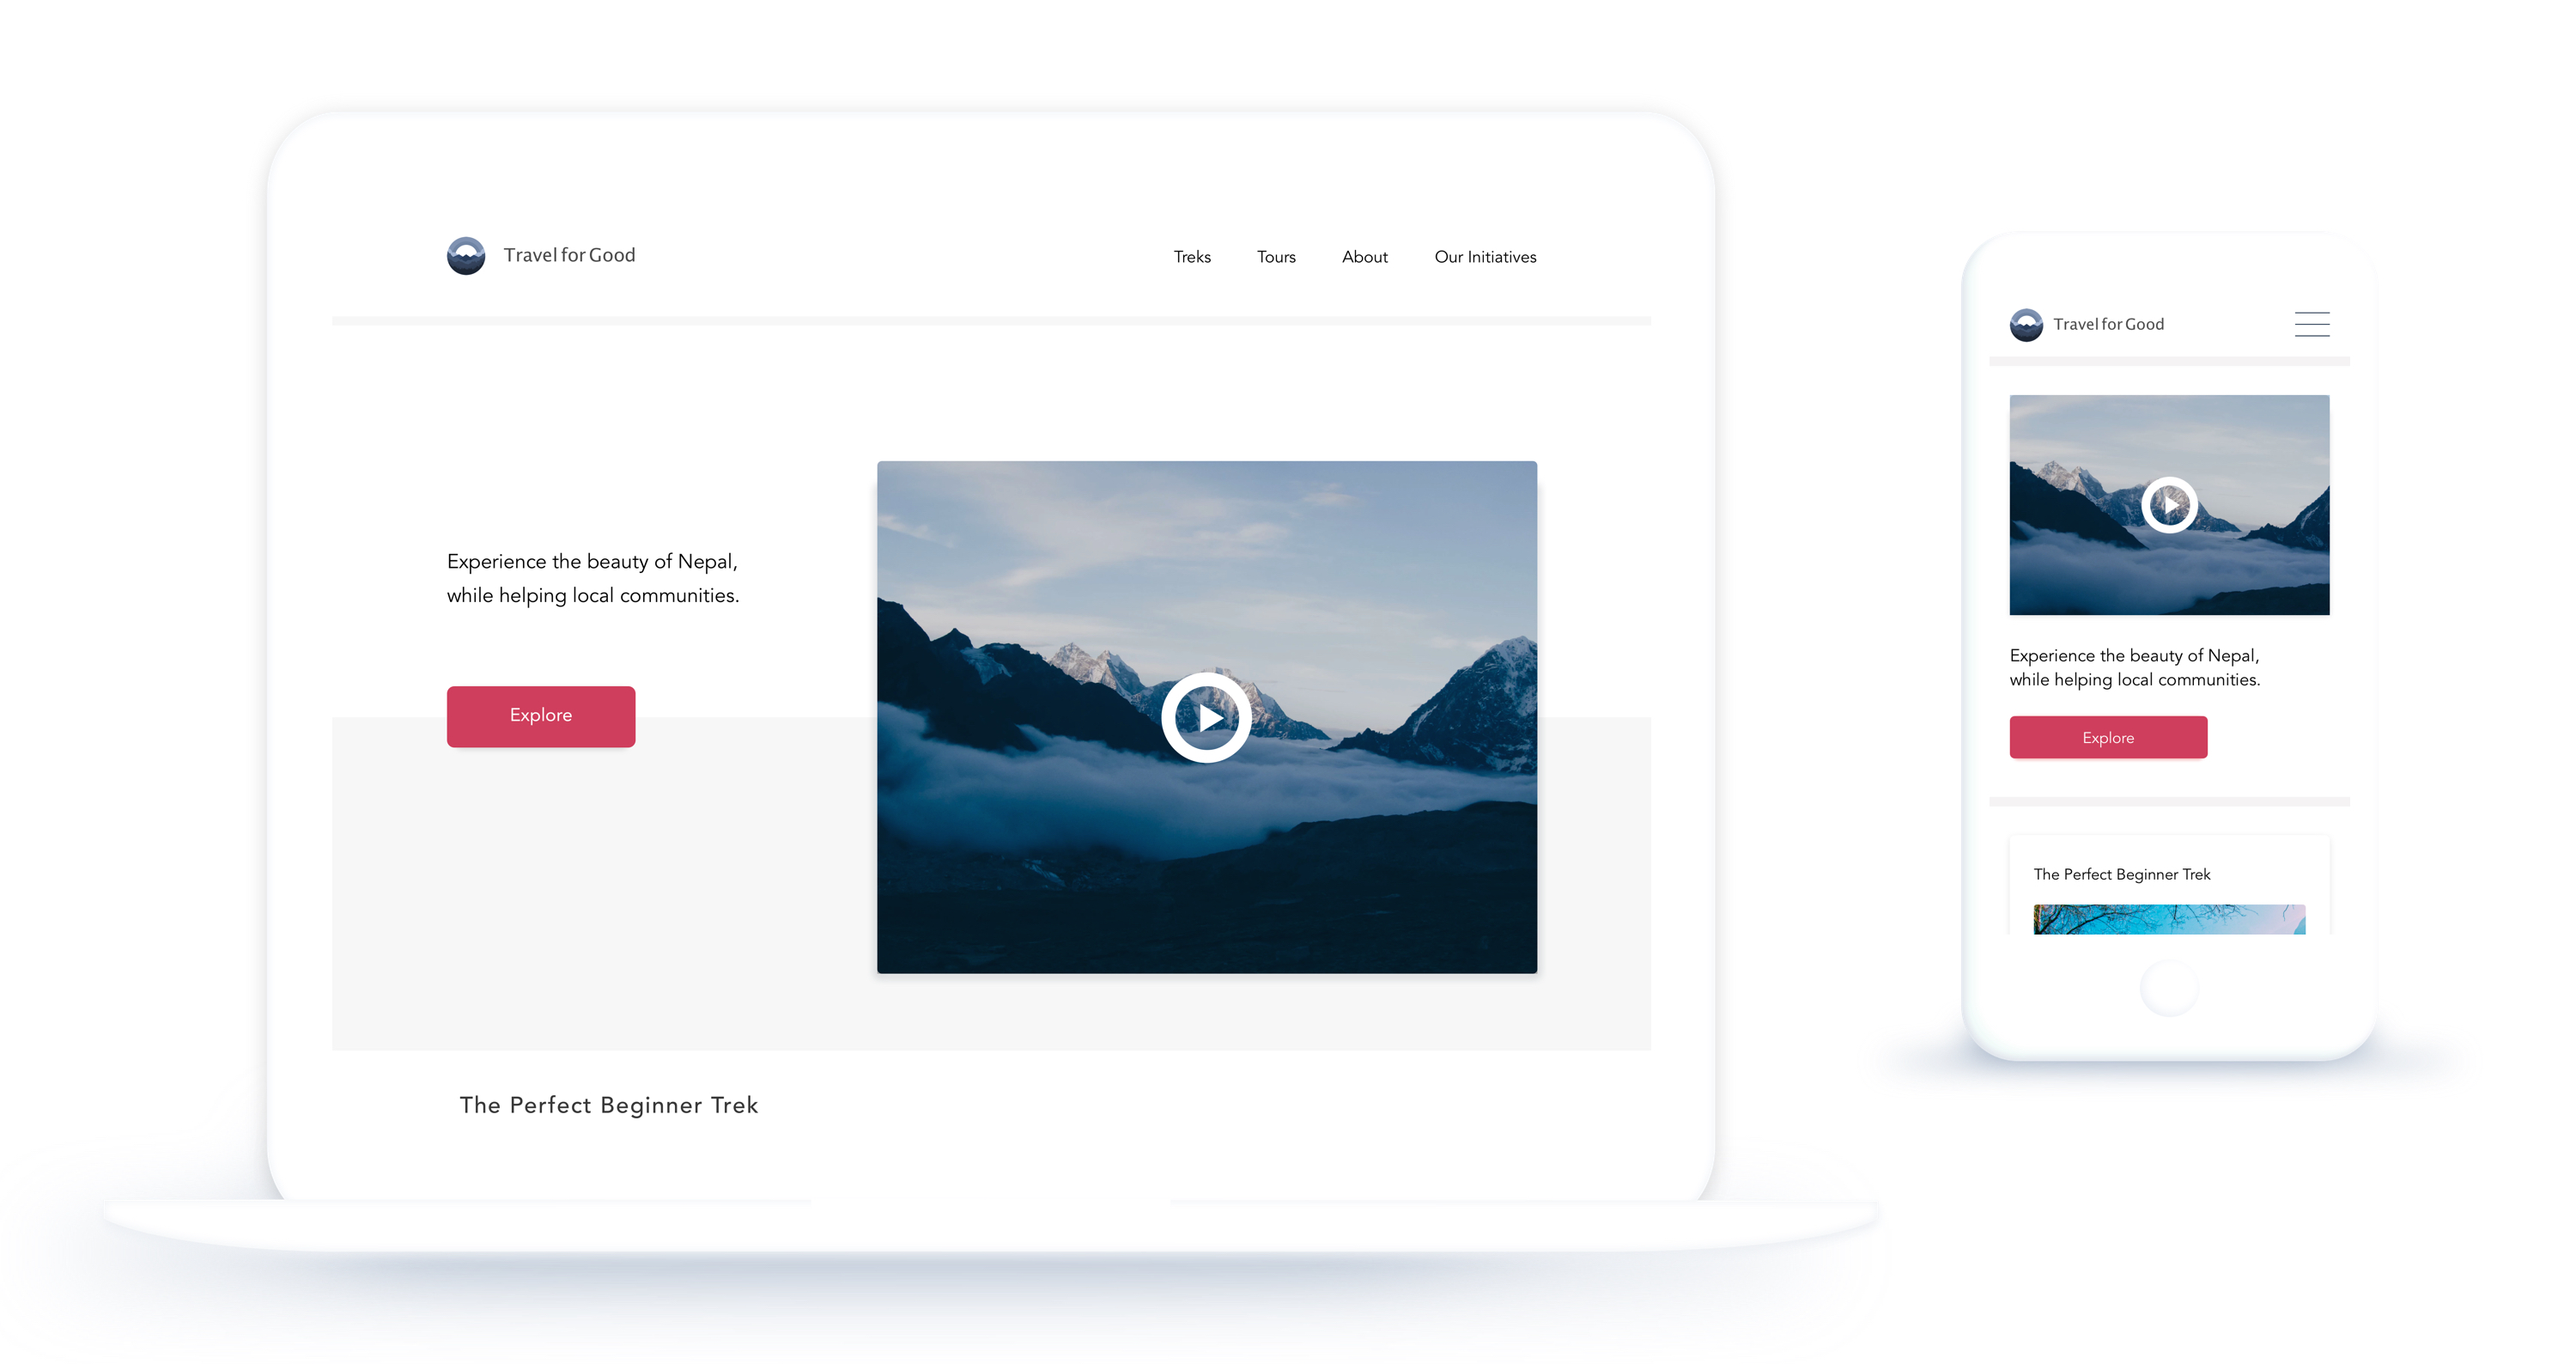 Travel for Good
Treks
Tours
About
Our Initiatives
Experience the beauty of Nepal,
while helping local communities.
Explore
The Perfect Beginner Trek
Travel for Good
Experience the beauty of Nepal,
while helping local communities.
Explore
The Perfect Beginner Trek